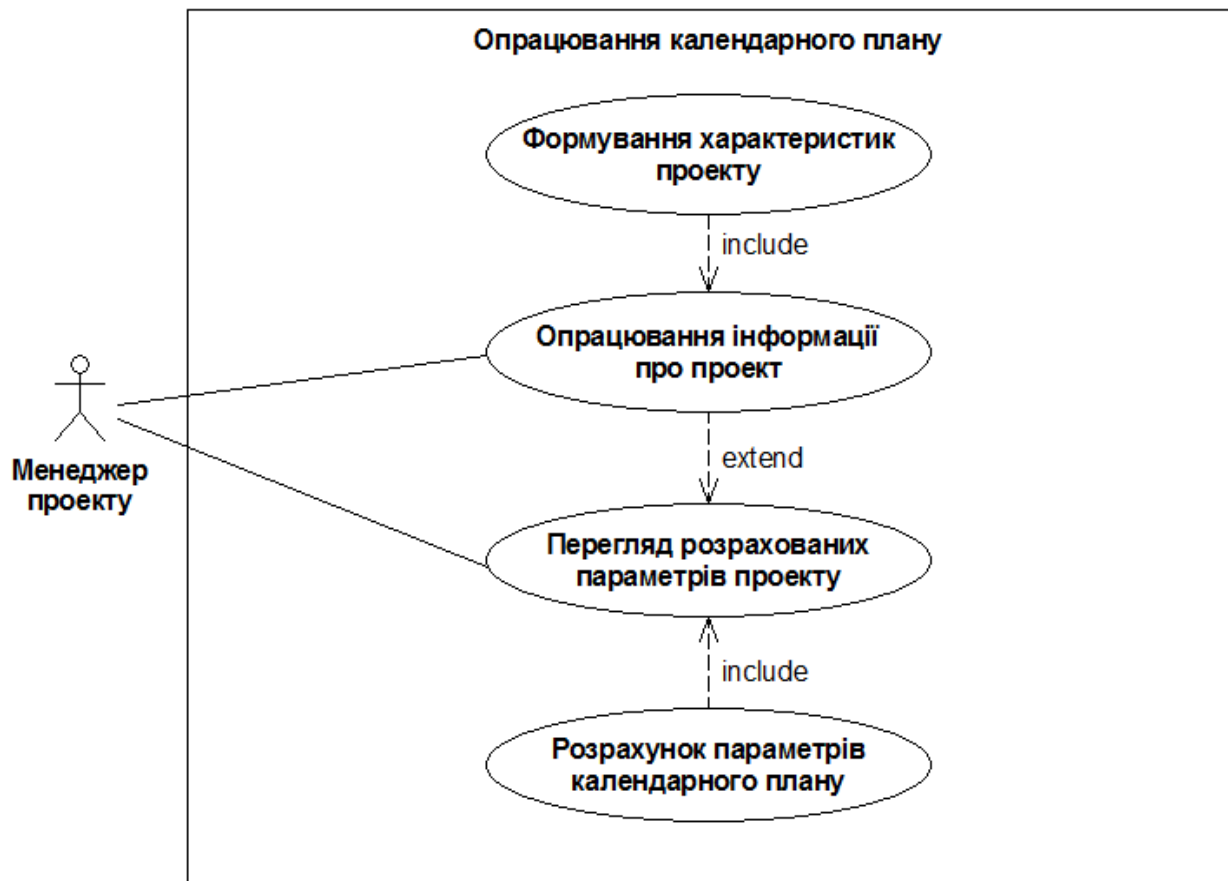 Опрацювання календарного плану
Формування характеристик
проекту
include
Опрацювання інформації
про проект
Менеджер
проекту
extend
Перегляд розрахованих
параметрів проекту
include
Розрахунок параметрів
календарного плану